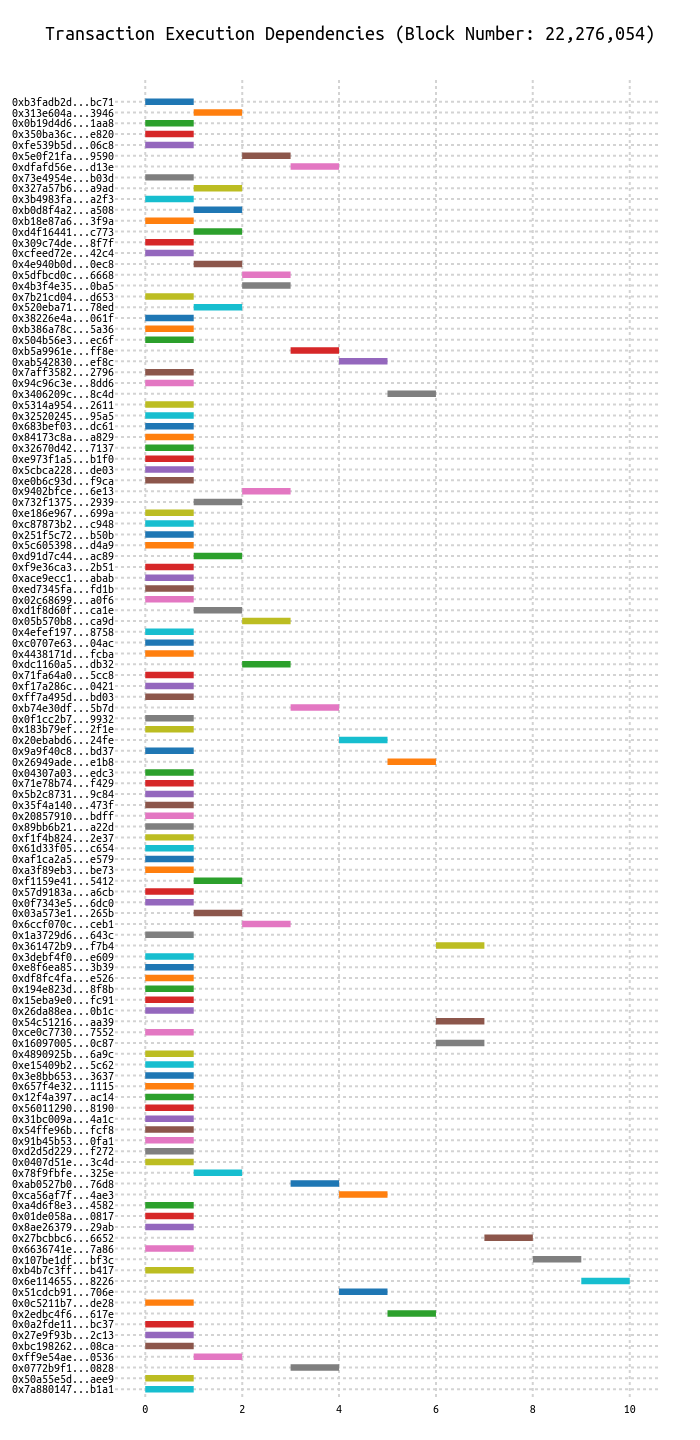 Transaction Execution Dependencies (Block Number: 22,276,054)
0xb3fadb2d...bc71
0x313e604a...3946
0x0b19d4d6...1aa8
0x350ba36c...e820
0xfe539b5d...06c8
0x5e0f21fa...9590
0xdfafd56e...d13e
0x73e4954e...b03d
0x327a57b6...a9ad
0x3b4983fa...a2f3
0xb0d8f4a2...a508
0xb18e87a6...3f9a
0xd4f16441...c773
0x309c74de...8f7f
0xcfeed72e...42c4
0x4e940b0d...0ec8
0x5dfbcd0c...6668
0x4b3f4e35...0ba5
0x7b21cd04...d653
0x520eba71...78ed
0x38226e4a...061f
0xb386a78c...5a36
0x504b56e3...ec6f
0xb5a9961e...ff8e
0xab542830...ef8c
0x7aff3582...2796
0x94c96c3e...8dd6
0x3406209c...8c4d
0x5314a954...2611
0x32520245...95a5
0x683bef03...dc61
0x84173c8a...a829
0x32670d42...7137
0xe973f1a5...b1f0
0x5cbca228...de03
0xe0b6c93d...f9ca
0x9402bfce...6e13
0x732f1375...2939
0xe186e967...699a
0xc87873b2...c948
0x251f5c72...b50b
0x5c605398...d4a9
0xd91d7c44...ac89
0xf9e36ca3...2b51
0xace9ecc1...abab
0xed7345fa...fd1b
0x02c68699...a0f6
0xd1f8d60f...ca1e
0x05b570b8...ca9d
0x4efef197...8758
0xc0707e63...04ac
0x4438171d...fcba
0xdc1160a5...db32
0x71fa64a0...5cc8
0xf17a286c...0421
0xff7a495d...bd03
0xb74e30df...5b7d
0x0f1cc2b7...9932
0x183b79ef...2f1e
0x20ebabd6...24fe
0x9a9f40c8...bd37
0x26949ade...e1b8
0x04307a03...edc3
0x71e78b74...f429
0x5b2c8731...9c84
0x35f4a140...473f
0x20857910...bdff
0x89bb6b21...a22d
0xf1f4b824...2e37
0x61d33f05...c654
0xaf1ca2a5...e579
0xa3f89eb3...be73
0xf1159e41...5412
0x57d9183a...a6cb
0x0f7343e5...6dc0
0x03a573e1...265b
0x6ccf070c...ceb1
0x1a3729d6...643c
0x361472b9...f7b4
0x3debf4f0...e609
0xe8f6ea85...3b39
0xdf8fc4fa...e526
0x194e823d...8f8b
0x15eba9e0...fc91
0x26da88ea...0b1c
0x54c51216...aa39
0xce0c7730...7552
0x16097005...0c87
0x4890925b...6a9c
0xe15409b2...5c62
0x3e8bb653...3637
0x657f4e32...1115
0x12f4a397...ac14
0x56011290...8190
0x31bc009a...4a1c
0x54ffe96b...fcf8
0x91b45b53...0fa1
0xd2d5d229...f272
0x0407d51e...3c4d
0x78f9fbfe...325e
0xab0527b0...76d8
0xca56af7f...4ae3
0xa4d6f8e3...4582
0x01de058a...0817
0x8ae26379...29ab
0x27bcbbc6...6652
0x6636741e...7a86
0x107be1df...bf3c
0xb4b7c3ff...b417
0x6e114655...8226
0x51cdcb91...706e
0x0c5211b7...de28
0x2edbc4f6...617e
0x0a2fde11...bc37
0x27e9f93b...2c13
0xbc198262...08ca
0xff9e54ae...0536
0x0772b9f1...0828
0x50a55e5d...aee9
0x7a880147...b1a1
0 2 4 6 8 10